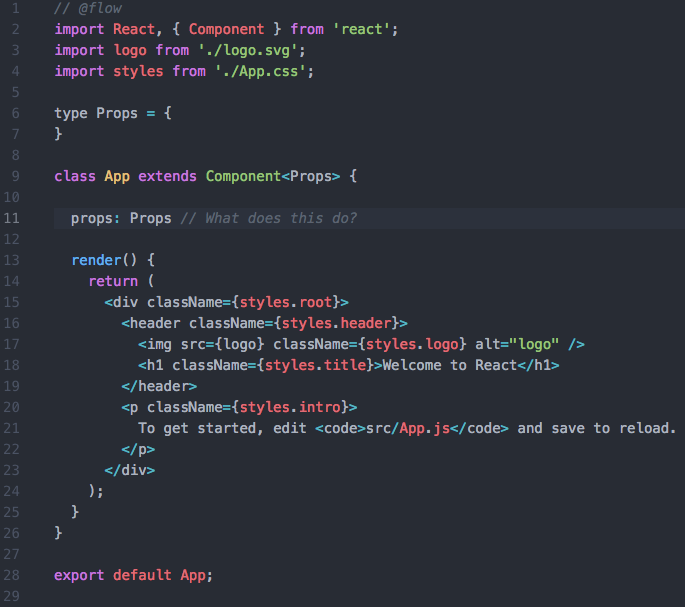 1 // @flow
2 import React, { Component } from 'react';
3 import logo from './logo.svg';
4 import styles from './App.css';
5
6 type Props = {
7 }
8
9 class App extends Component<Props> {
10
11   props: Props // What does this do?
12
13   render() {
14     return (
15       <div className={styles.root}>
16         <header className={styles.header}>
17           <img src={logo} className={styles.logo} alt="logo" />
18           <h1 className={styles.title}>Welcome to React</h1>
19         </header>
20         <p className={styles.intro}>
21           To get started, edit <code>src/App.js</code> and save to reload.
22         </p>
23       </div>
24     );
25   }
26 }
27
28 export default App;
29